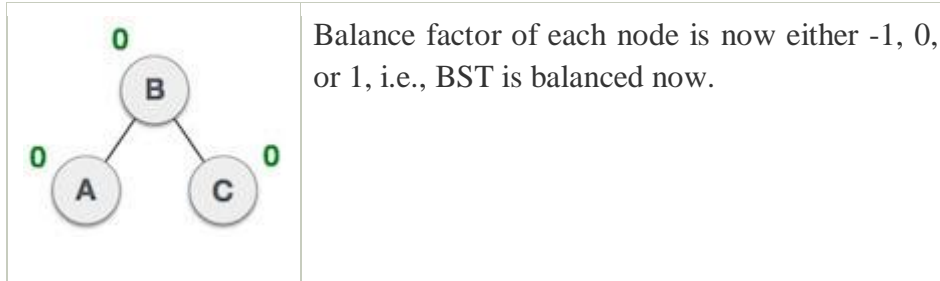 0
B
0
0
A
C
Balance factor of each node is now either -1, 0,
or 1, i.e., BST is balanced now.